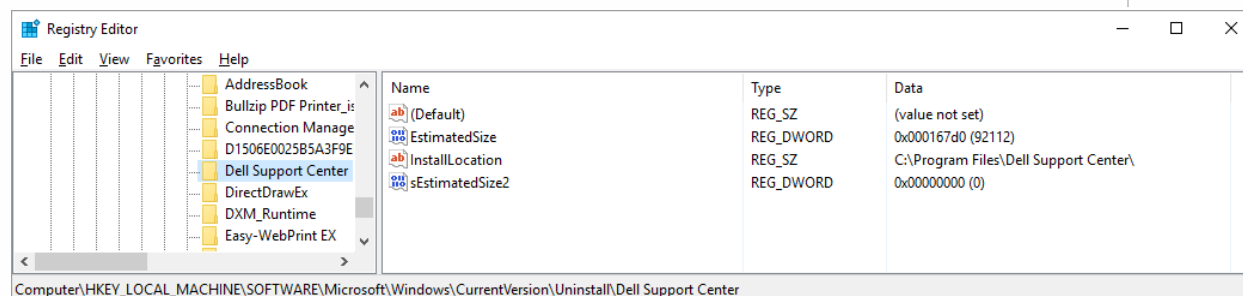 Registry Editor
File Edit View Favorites Help
AddressBook
Bullzip PDF Printer_is
Connection Manage
D1506E0025B5A3F9E
Dell Support Center
DirectDrawEx
DXM_Runtime
Easy-WebPrint EX
Name Type Data
(Default) REG_SZ (value not set)
EstimatedSize REG_DWORD 0x000167d0 (92112)
InstallLocation REG_SZ C:\Program Files\Dell Support Center\
sEstimatedSize2 REG_DWORD 0x00000000 (0)
Computer\HKEY_LOCAL_MACHINE\SOFTWARE\Microsoft\Windows\CurrentVersion\Uninstall\Dell Support Center